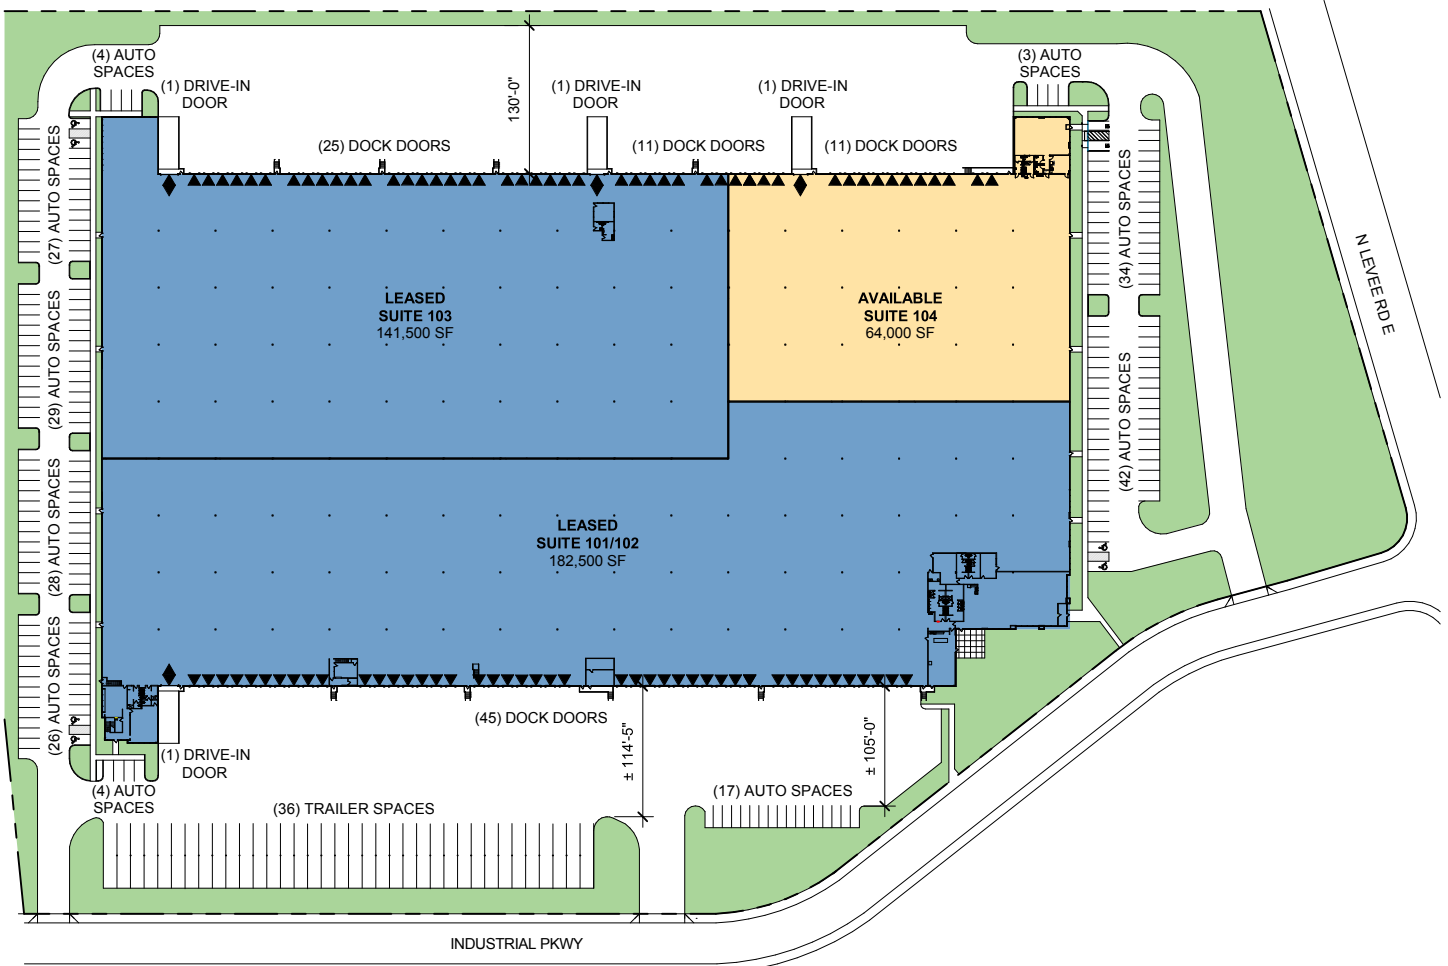 (4) AUTO
SPACES
(3) AUTO
SPACES
(1) DRIVE-IN
DOOR
130'-0"
(1) DRIVE-IN
DOOR
(1) DRIVE-IN
DOOR
(25) DOCK DOORS
(11) DOCK DOORS
(11) DOCK DOORS
(27) AUTO SPACES
(34) AUTO SPACES
N LEVEE RD E
LEASED
SUITE 103
141,500 SF
AVAILABLE
SUITE 104
64,000 SF
(29) AUTO SPACES
(42) AUTO SPACES
(28) AUTO SPACES
LEASED
SUITE 101/102
182,500 SF
(26) AUTO SPACES
(45) DOCK DOORS
(1) DRIVE-IN
DOOR
± 114'-5"
± 105'-0"
(4) AUTO
SPACES
(36) TRAILER SPACES
(17) AUTO SPACES
INDUSTRIAL PKWY